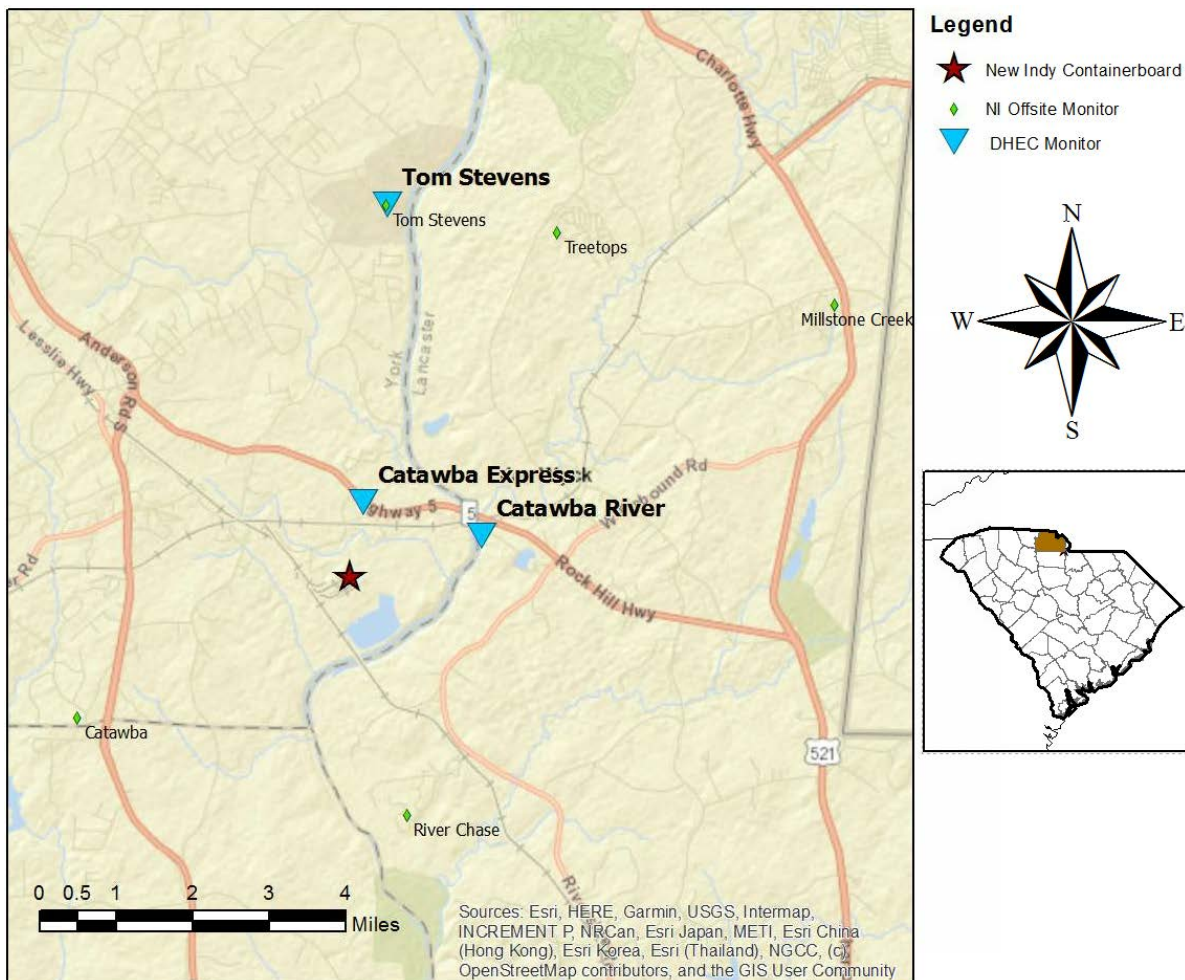 Legend
New Indy Containerboard
NI Offsite Monitor
DHEC Monitor
Charlotte Hwy
Tom Stevens
Tom Stevens
Treetops
Millstone Creek
York
Lancaster
Lesslie Hwy
Anderson Rd S
Catawba Express
Highway 5
5
Catawba River
Rock Hill Hwy
521
Catawba
River Chase
N
W
E
S
0 0.5 1 2 3 4
Miles
Sources: Esri, HERE, Garmin, USGS, Intermap,
INCREMENT P, NRCan, Esri Japan, METI, Esri China
(Hong Kong), Esri Korea, Esri (Thailand), NGCC, (c)
OpenStreetMap contributors, and the GIS User Community